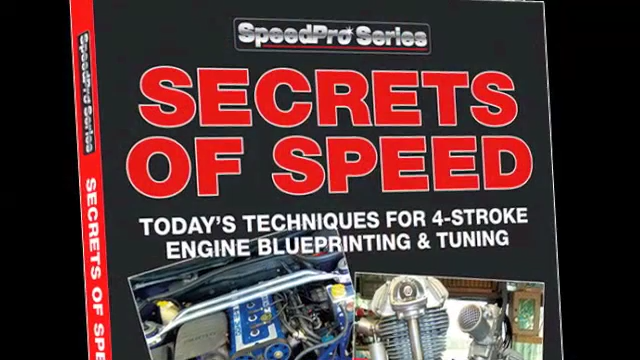 SpeedPro Series
SECRETS
OF SPEED
TODAY'S TECHNIQUES FOR 4-STROKE
ENGINE BLUEPRINTING & TUNING
SpeedPro Series
SECRETS OF SPE